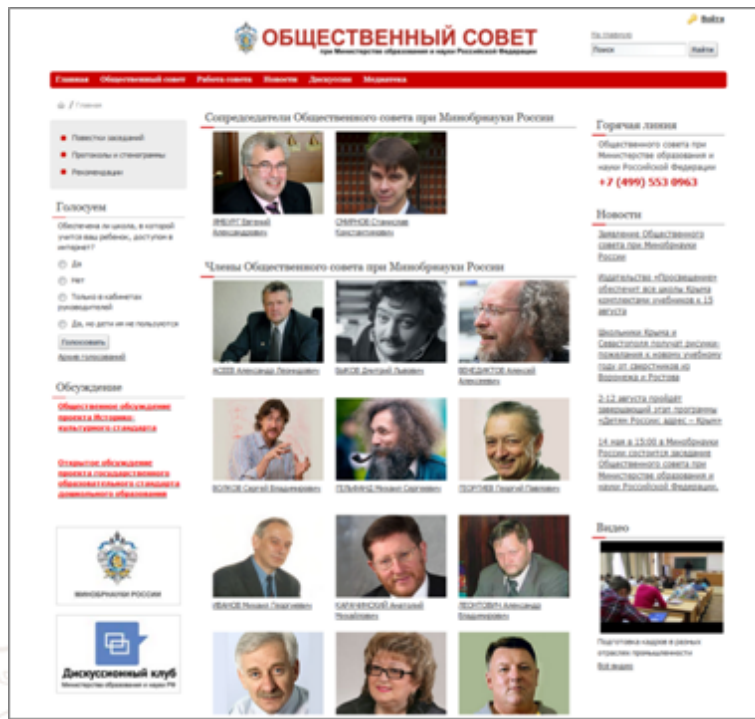 Войти
ОБЩЕСТВЕННЫЙ СОВЕТ
при Министерстве образования и науки Российской Федерации
На главную
Поиск
Найти
Главная Общественный совет Работа совета Новости Дискуссии Медиатека
/ Главная
Повестки заседаний
Протоколы и стенограммы
Рекомендации
Голосуем
Обеспечена ли школа, в которой
учится ваш ребенок, доступом в
интернет?
Да
Нет
Только в кабинетах
руководителей
Да, но дети им не пользуются
Голосовать
Архив голосований
Обсуждение
Общественное обсуждение
проекта Историко-
культурного стандарта
Открытое обсуждение
проекта государственного
образовательного стандарта
дошкольного образования
МИНОБРНАУКИ РОССИИ
Дискуссионный клуб
Министерства образования и науки РФ
Сопредседатели Общественного совета при Минобрнауки России
ЯМБУРГ Евгений
Александрович
СМИРНОВ Станислав
Константинович
Члены Общественного совета при Минобрнауки России
АСЕЕВ Александр Леонидович
БЫКОВ Дмитрий Львович
ВЕНЕДИКТОВ Алексей
Алексеевич
ВОЛКОВ Сергей Владимирович
ГЕЛЬФАНД Михаил Сергеевич
ГЕОРГИЕВ Георгий Павлович
ИВАНОВ Михаил Георгиевич
КАРАЧИНСКИЙ Анатолий
Михайлович
ЛЕОНТОВИЧ Александр
Владимирович
Горячая линия
Общественного совета при
Министерстве образования и
науки Российской Федерации
+7 (499) 553 0963
Новости
Заявление Общественного
совета при Минобрнауки
России
Издательство «Просвещение»
обеспечит все школы Крыма
комплектами учебников к 15
августа
Школьники Крыма и
Севастополя получат рисунки-
пожелания к новому учебному
году от сверстников из
Воронежа и Ростова
2-12 августа пройдет
завершающий этап программы
«Детям России: адрес – Крым»
14 мая в 15:00 в Минобрнауки
России состоится заседание
Общественного совета при
Министерстве образования и
науки Российской Федерации.
Видео
Подготовка кадров в разных
отраслях промышленности
Всё видео